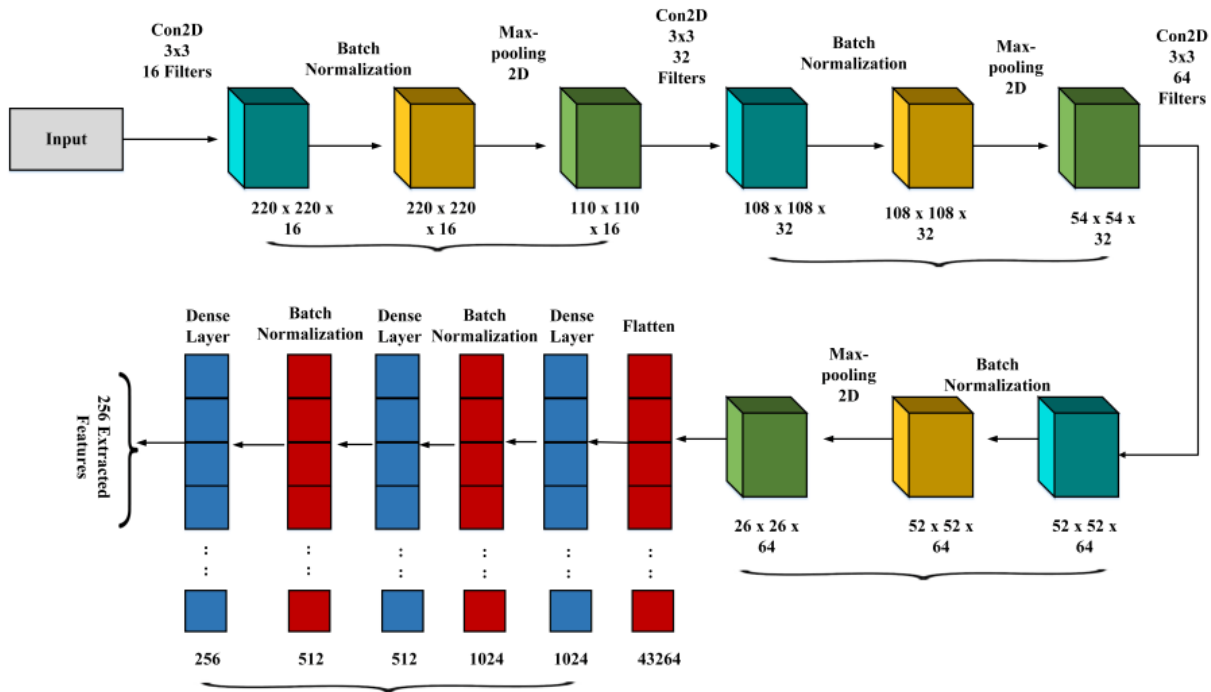 Input
Con2D
3x3
16 Filters
Batch
Normalization
Max-
pooling
2D
Con2D
3x3
32
Filters
Batch
Normalization
Max-
pooling
2D
Con2D
3x3
64
Filters
220 x 220 x
16
220 x 220
x 16
110 x 110
x 16
108 x 108 x
32
108 x 108 x
32
54 x 54 x
32
Batch
Normalization
Max-
pooling
2D
52 x 52 x
64
52 x 52 x
64
26 x 26 x
64
Flatten
Dense
Layer
Batch
Normalization
Dense
Layer
Batch
Normalization
Dense
Layer
43264
1024
1024
512
512
256
256 Extracted
Features